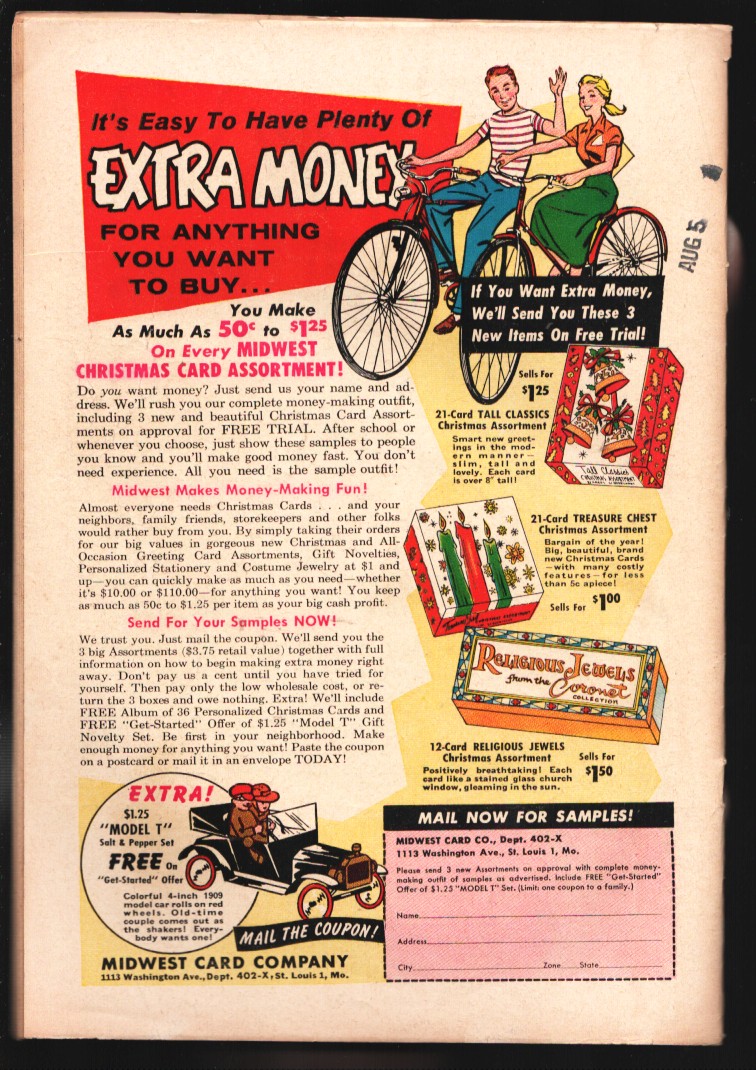 It's Easy To Have Plenty Of
EXTRA MONEY
FOR ANYTHING
YOU WANT
TO BUY...
You Make
As Much As 50¢ to $1.25
On Every MIDWEST
CHRISTMAS CARD ASSORTMENT!
Do you want money? Just send us your name and ad-
dress. We'll rush you our complete money-making outfit,
including 3 new and beautiful Christmas Card Assort-
ments on approval for FREE TRIAL. After school or
whenever you choose, just show these samples to people
you know and you'll make good money fast. You don't
need experience. All you need is the sample outfit!
Midwest Makes Money-Making Fun!
Almost everyone needs Christmas Cards . . . and your
neighbors, family friends, storekeepers and other folks
would rather buy from you. By simply taking their orders
for our big values in gorgeous new Christmas and All-
Occasion Greeting Card Assortments, Gift Novelties,
Personalized Stationery and Costume Jewelry at $1 and
up—you can quickly make as much as you need—whether
it's $10.00 or $110.00—for anything you want! You keep
as much as 50c to $1.25 per item as your big cash profit.
Send For Your Samples NOW!
We trust you. Just mail the coupon. We'll send you the
3 big Assortments ($3.75 retail value) together with full
information on how to begin making extra money right
away. Don't pay us a cent until you have tried for
yourself. Then pay only the low wholesale cost, or re-
turn the 3 boxes and owe nothing. Extra! We'll include
FREE Album of 36 Personalized Christmas Cards and
FREE "Get-Started" Offer of $1.25 "Model T" Gift
Novelty Set. Be first in your neighborhood. Make
enough money for anything you want! Paste the coupon
on a postcard or mail it in an envelope TODAY!
AUG 5
If You Want Extra Money,
We'll Send You These 3
New Items On Free Trial!
Sells For
$1.25
21-Card TALL CLASSICS
Christmas Assortment
Smart new greet-
ings in the mod-
ern manner—
slim, tall and
lovely. Each card
is over 8" tall!
Tall Classics
CHRISTMAS ASSORTMENT
21-Card TREASURE CHEST
Christmas Assortment
Bargain of the year!
Big, beautiful, brand
new Christmas Cards
—with many costly
features—for less
than 5c apiece!
Sells For $1.00
Treasure Chest CHRISTMAS ASSORTMENT
RELIGIOUS JEWELS
from the Coronet
COLLECTION
12-Card RELIGIOUS JEWELS
Christmas Assortment
Sells For
$1.50
Positively breathtaking! Each
card like a stained glass church
window, gleaming in the sun.
EXTRA!
$1.25
"MODEL T"
Salt & Pepper Set
FREE On
"Get-Started" Offer
Colorful 4-inch 1909
model car rolls on red
wheels. Old-time
couple comes out as
the shakers! Every-
body wants one!
MAIL THE COUPON!
MIDWEST CARD COMPANY
1113 Washington Ave., Dept. 402-X, St. Louis 1, Mo.
MAIL NOW FOR SAMPLES!
MIDWEST CARD CO., Dept. 402-X
1113 Washington Ave., St. Louis 1, Mo.
Please send 3 new Assortments on approval with complete money-
making outfit of samples as advertised. Include FREE "Get-Started"
Offer of $1.25 "MODEL T" Set. (Limit: one coupon to a family.)
Name
Address
City Zone State